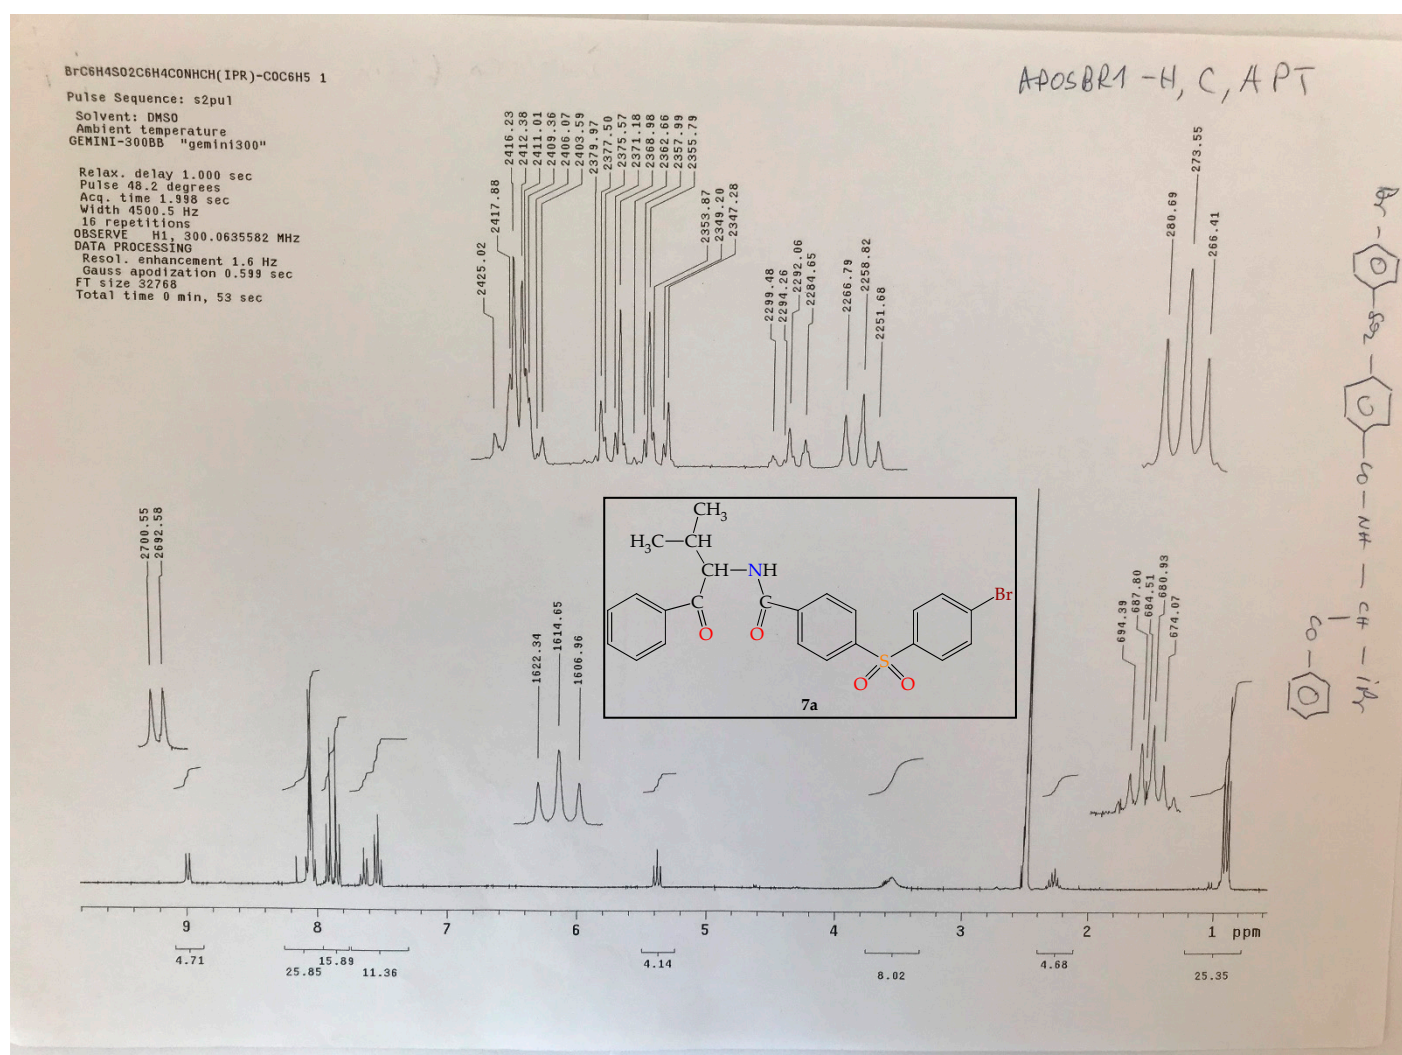 BrC6H4SO2C6H4CONHCH(IPR)-COC6H5 1
APOSBR1-H, C, APT
Pulse Sequence: s2pul
Solvent: DMSO
Ambient temperature
GEMINI-300BB "gemini300"
Relax. delay 1.000 sec
Pulse 48.2 degrees
Acq. time 1.998 sec
Width 4500.5 Hz
16 repetitions
OBSERVE H1, 300.0635582 MHz
DATA PROCESSING
Resol. enhancement 1.6 Hz
Gauss apodization 0.599 sec
FT size 32768
Total time 0 min, 53 sec
2425.02
2417.88
2416.23
2412.38
2411.01
2409.36
2406.07
2403.59
2379.97
2377.50
2375.57
2371.18
2368.98
2362.66
2357.99
2355.79
2353.87
2349.20
2347.28
2299.48
2294.26
2292.06
2284.65
2266.79
2258.82
2251.68
280.69
273.55
266.41
Br - SO2 - CO - NH - CH - iPr
CO
2700.55
2692.58
1622.34
1614.65
1606.96
CH3
H3C CH
CH NH
C C Br
O O
S
O O
7a
694.39
687.80
684.51
680.93
674.07
9 8 7 6 5 4 3 2 1 ppm
4.71
25.85
15.89
11.36
4.14
8.02
4.68
25.35